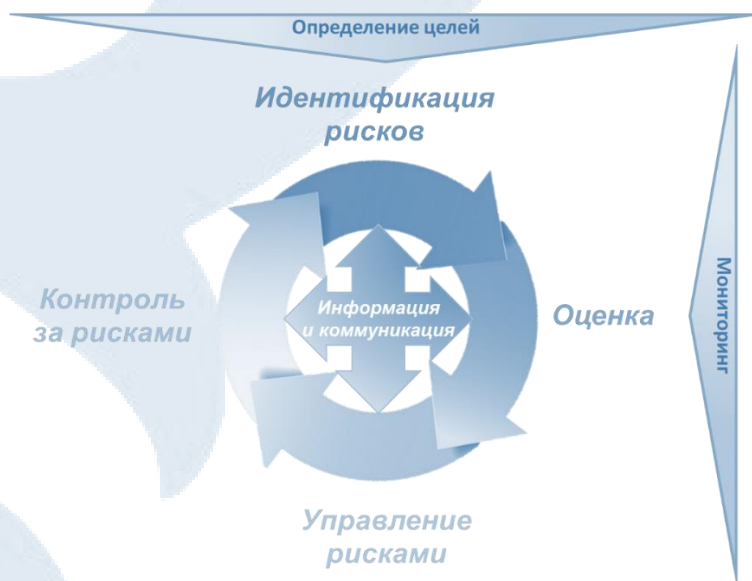 Определение целей
Идентификация
рисков
Контроль
за рисками
Информация
и коммуникация
Оценка
Мониторинг
Управление
рисками